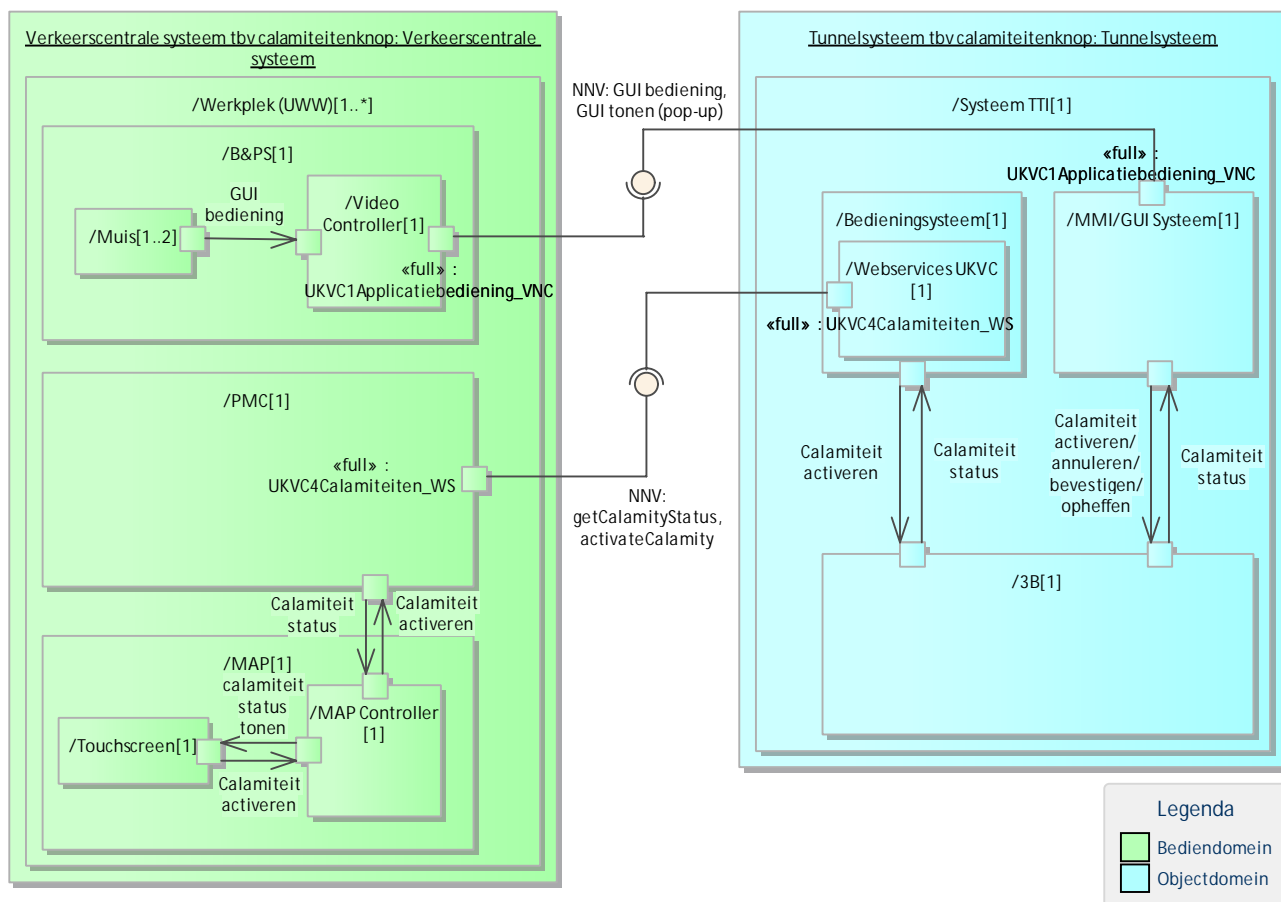 Verkeerscentrale systeem tbv calamiteitenknop: Verkeerscentrale
systeem
/Werkplek (UWW)[1..*]
/B&PS[1]
GUI
bediening
/Muis[1..2]
/Video
Controller[1]
«full» :
UKVC1Applicatiebediening_VNC
/PMC[1]
«full» :
UKVC4Calamiteiten_WS
Calamiteit
status
Calamiteit
activeren
/MAP[1]
calamiteit
status
tonen
/MAP Controller
[1]
/Touchscreen[1]
Calamiteit
activeren
NNV: GUI bediening,
GUI tonen (pop-up)
NNV:
getCalamityStatus,
activateCalamity
Tunnelsysteem tbv calamiteitenknop: Tunnelsysteem
/Systeem TTI[1]
«full» :
UKVC1Applicatiebediening_VNC
/Bedieningsysteem[1]
/MMI/GUI Systeem[1]
/Webservices UKVC
[1]
«full» : UKVC4Calamiteiten_WS
Calamiteit
activeren
Calamiteit
status
Calamiteit
activeren/
annuleren/
bevestigen/
opheffen
Calamiteit
status
/3B[1]
Legenda
Bediendomein
Objectdomein